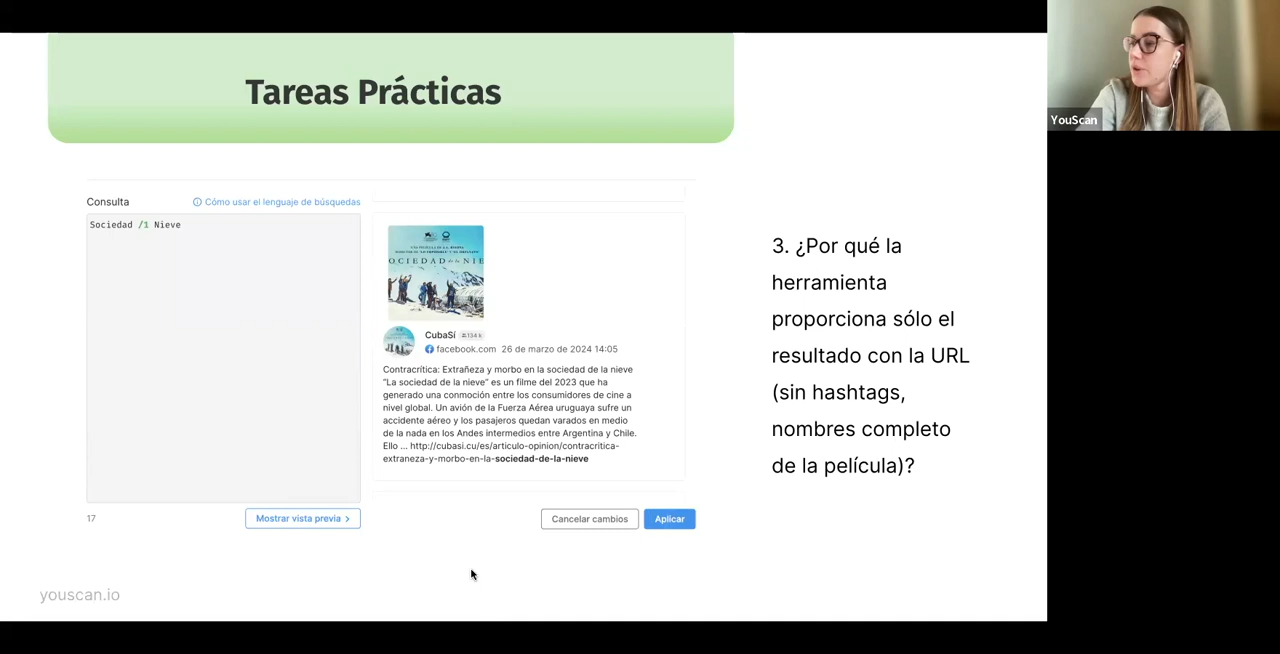 Tareas Prácticas
YouScan
Consulta
Cómo usar el lenguaje de búsquedas
Sociedad /1 Nieve
OCIEDAD de la NIE
CubaSí 134 k
facebook.com 26 de marzo de 2024 14:05
Contracrítica: Extrañeza y morbo en la sociedad de la nieve
"La sociedad de la nieve" es un filme del 2023 que ha
generado una conmoción entre los consumidores de cine a
nivel global. Un avión de la Fuerza Aérea uruguaya sufre un
accidente aéreo y los pasajeros quedan varados en medio
de la nada en los Andes intermedios entre Argentina y Chile.
Ello ... http://cubasi.cu/es/articulo-opinion/contracritica-
extraneza-y-morbo-en-la-sociedad-de-la-nieve
17
Mostrar vista previa
Cancelar cambios
Aplicar
3. ¿Por qué la
herramienta
proporciona sólo el
resultado con la URL
(sin hashtags,
nombres completo
de la película)?
youscan.io